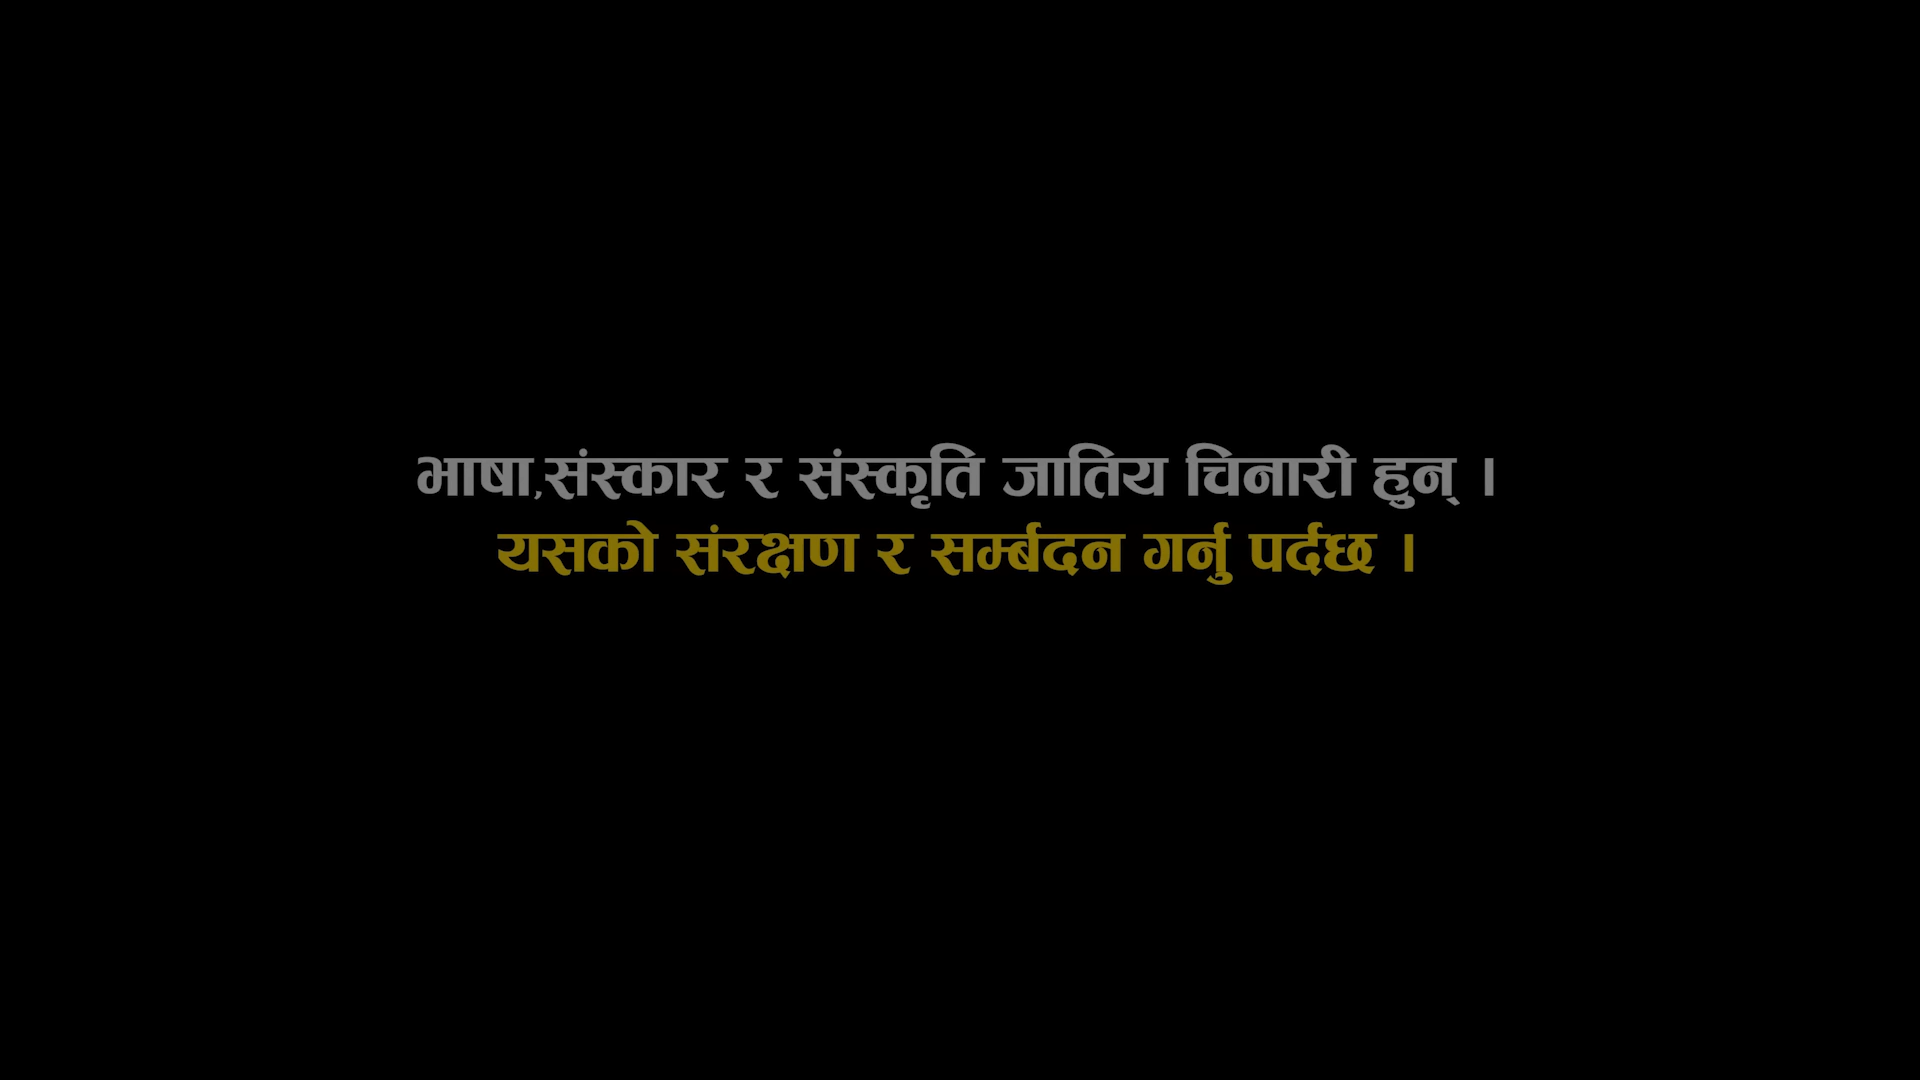 भाषा,संस्कार र संस्कृति जातिय चिनारी हुन् ।
यसको संरक्षण र सर्म्बदन गर्नु पर्दछ ।